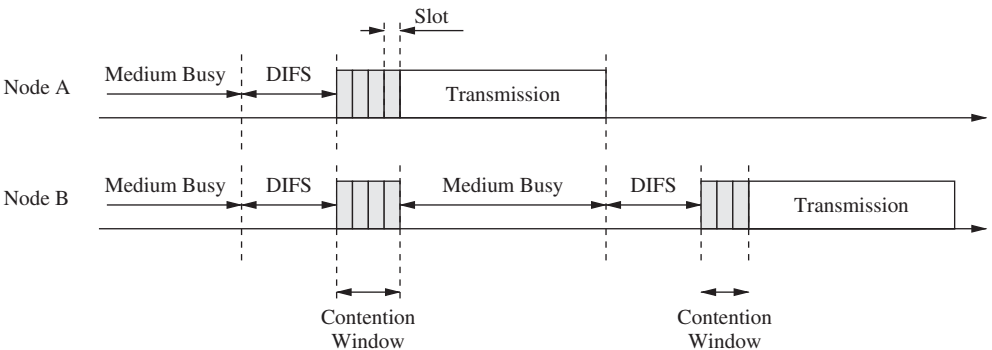 Slot
Medium Busy
DIFS
Node A
Transmission
Medium Busy
DIFS
Medium Busy
DIFS
Node B
Transmission
Contention
Window
Contention
Window